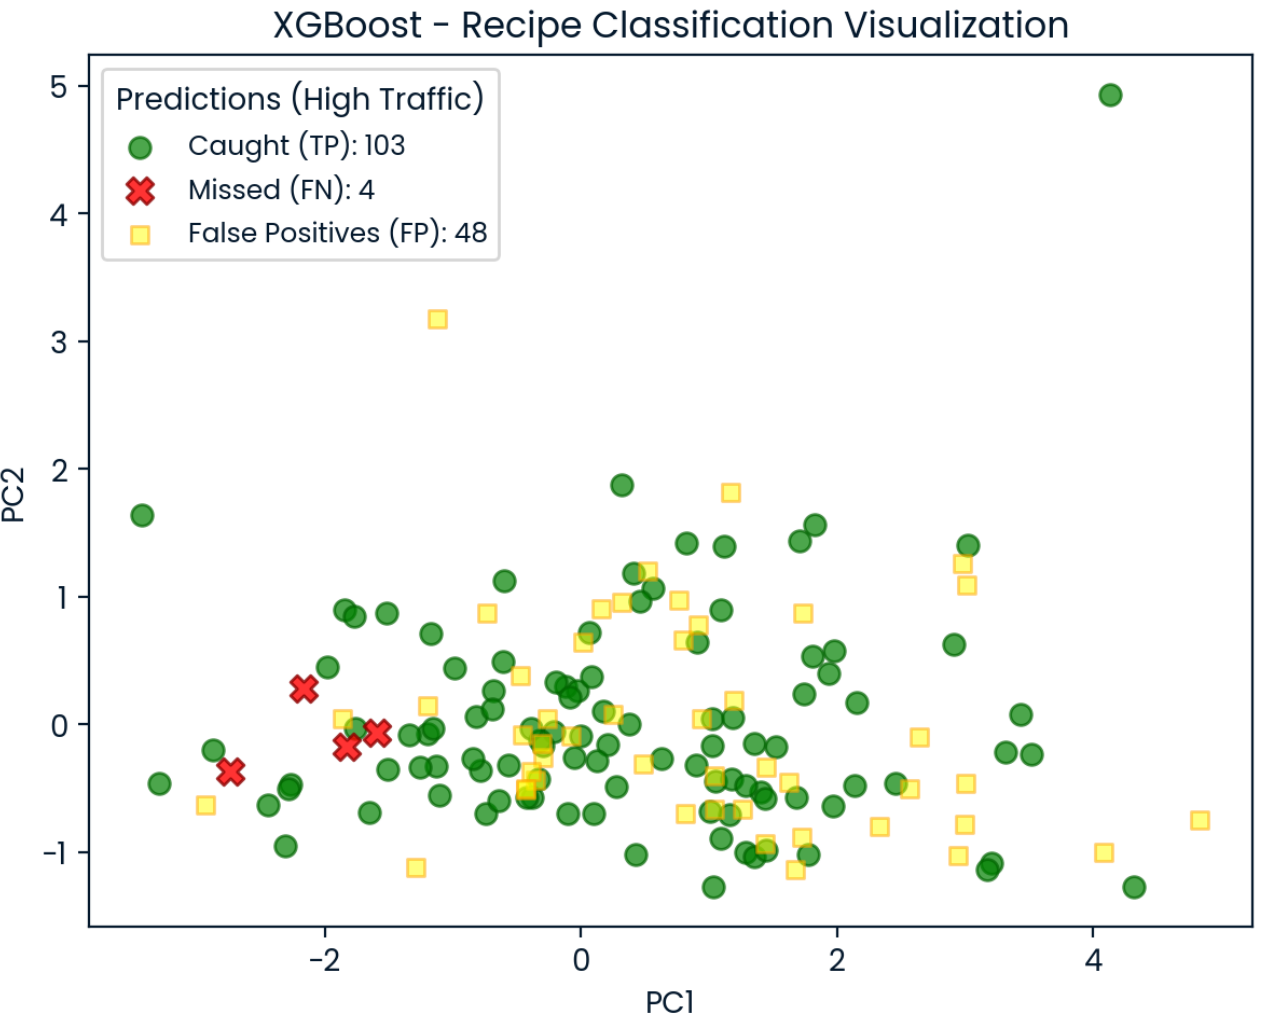 XGBoost - Recipe Classification Visualization
Predictions (High Traffic)
Caught (TP): 103
Missed (FN): 4
False Positives (FP): 48
5
4
3
2
1
0
−1
PC2
−2
0
2
4
PC1